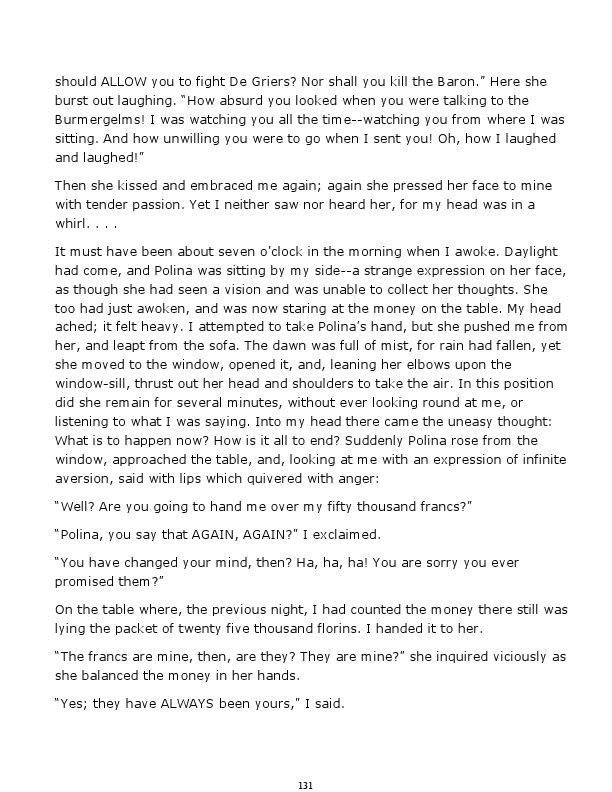 should ALLOW you to fight De Griers? Nor shall you kill the Baron.” Here she
burst out laughing. “How absurd you looked when you were talking to the
Burmergelms! I was watching you all the time--watching you from where I was
sitting. And how unwilling you were to go when I sent you! Oh, how I laughed
and laughed!”
Then she kissed and embraced me again; again she pressed her face to mine
with tender passion. Yet I neither saw nor heard her, for my head was in a
whirl. . . .
It must have been about seven o’clock in the morning when I awoke. Daylight
had come, and Polina was sitting by my side--a strange expression on her face,
as though she had seen a vision and was unable to collect her thoughts. She
too had just awoken, and was now staring at the money on the table. My head
ached; it felt heavy. I attempted to take Polina’s hand, but she pushed me from
her, and leapt from the sofa. The dawn was full of mist, for rain had fallen, yet
she moved to the window, opened it, and, leaning her elbows upon the
window-sill, thrust out her head and shoulders to take the air. In this position
did she remain for several minutes, without ever looking round at me, or
listening to what I was saying. Into my head there came the uneasy thought:
What is to happen now? How is it all to end? Suddenly Polina rose from the
window, approached the table, and, looking at me with an expression of infinite
aversion, said with lips which quivered with anger:
“Well? Are you going to hand me over my fifty thousand francs?”
“Polina, you say that AGAIN, AGAIN?” I exclaimed.
“You have changed your mind, then? Ha, ha, ha! You are sorry you ever
promised them?”
On the table where, the previous night, I had counted the money there still was
lying the packet of twenty five thousand florins. I handed it to her.
“The francs are mine, then, are they? They are mine?” she inquired viciously as
she balanced the money in her hands.
“Yes; they have ALWAYS been yours,” I said.
131